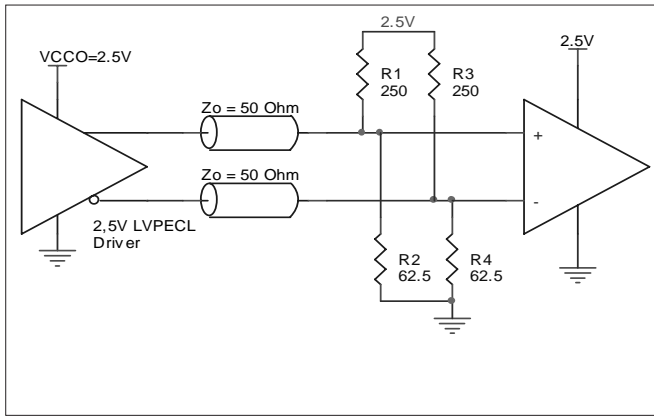 2.5V
VCCO=2.5V
2.5V
R1
250
R3
250
Zo = 50 Ohm
+
Zo = 50 Ohm
-
2,5V LVPECL
Driver
R2
62.5
R4
62.5